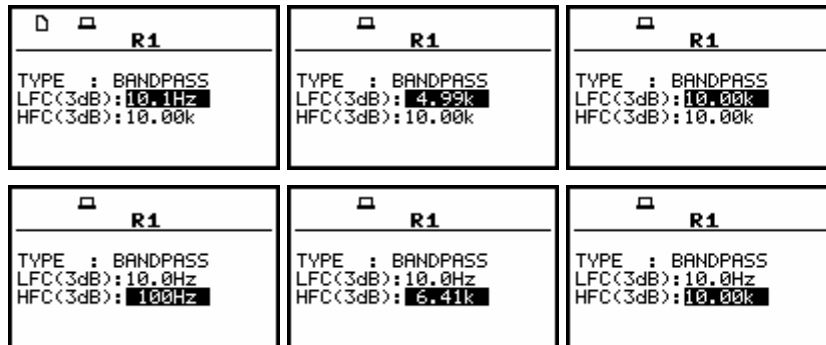 R1
TYPE : BANDPASS
LFC(3dB):10.1Hz
HFC(3dB):10.00k
R1
TYPE : BANDPASS
LFC(3dB): 4.99k
HFC(3dB):10.00k
R1
TYPE : BANDPASS
LFC(3dB):10.00k
HFC(3dB):10.00k
R1
TYPE : BANDPASS
LFC(3dB):10.0Hz
HFC(3dB): 100Hz
R1
TYPE : BANDPASS
LFC(3dB):10.0Hz
HFC(3dB): 6.41k
R1
TYPE : BANDPASS
LFC(3dB):10.0Hz
HFC(3dB):10.00k